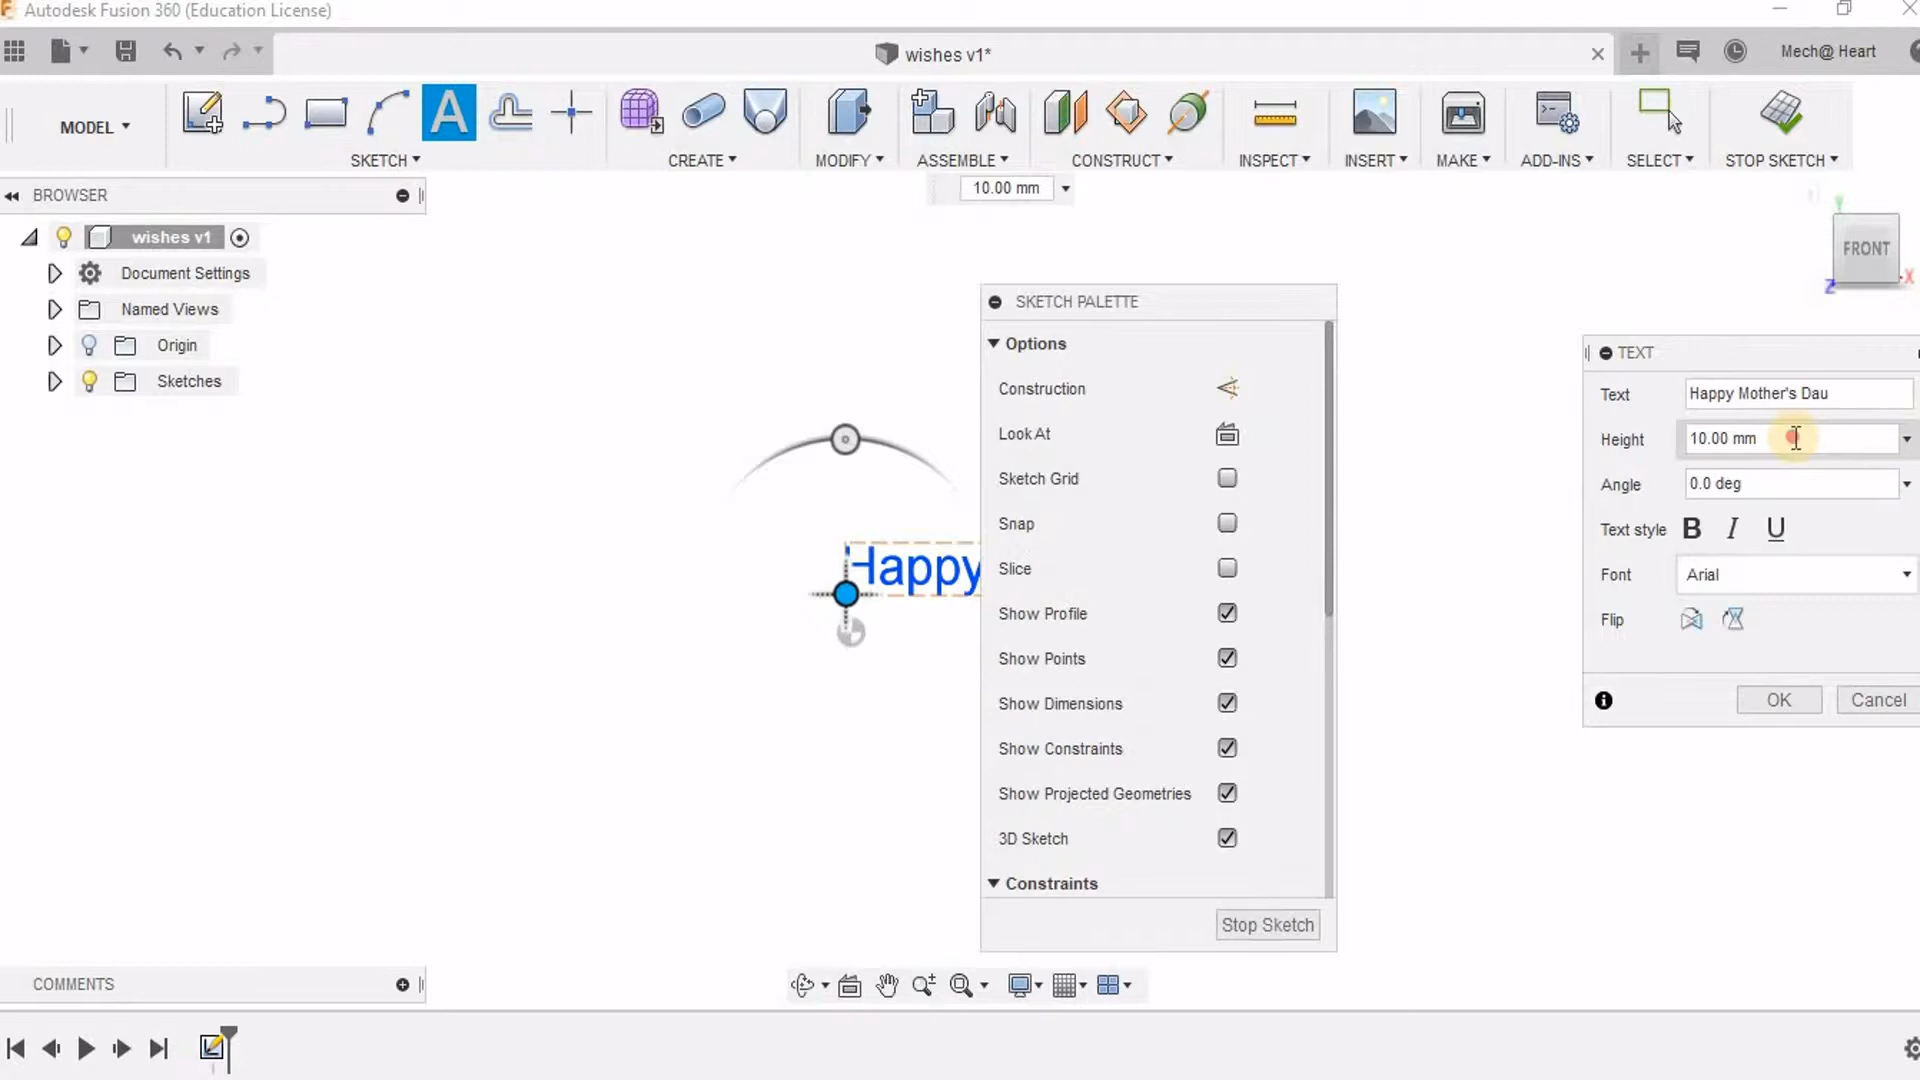 Autodesk Fusion 360 (Education License)
wishes v1*
Mech@ Heart
MODEL
SKETCH
CREATE
MODIFY
ASSEMBLE
CONSTRUCT
INSPECT
INSERT
MAKE
ADD-INS
SELECT
STOP SKETCH
BROWSER
10.00 mm
wishes v1
Document Settings
Named Views
Origin
Sketches
Y
FRONT
X
Z
Happy
SKETCH PALETTE
Options
Construction
Look At
Sketch Grid
Snap
Slice
Show Profile
Show Points
Show Dimensions
Show Constraints
Show Projected Geometries
3D Sketch
Constraints
Stop Sketch
TEXT
Text Happy Mother's Dau
Height 10.00 mm
Angle 0.0 deg
Text style B I U
Font Arial
Flip
OK Cancel
COMMENTS